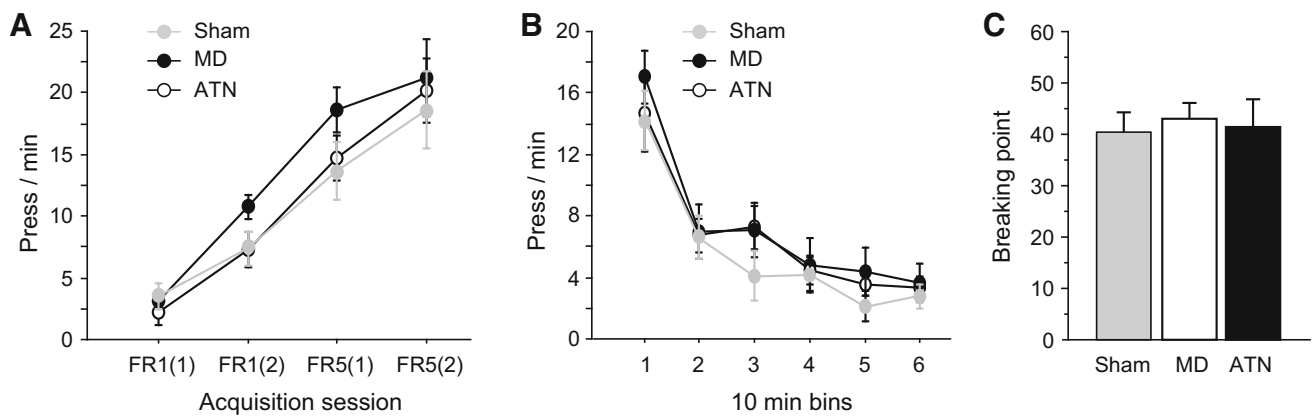 A
Sham
MD
ATN
25
20
15
10
5
0
Press / min
FR1(1) FR1(2) FR5(1) FR5(2)
Acquisition session
B
Sham
MD
ATN
20
16
12
8
4
0
Press / min
1 2 3 4 5 6
10 min bins
C
60
50
40
30
20
10
0
Breaking point
Sham MD ATN